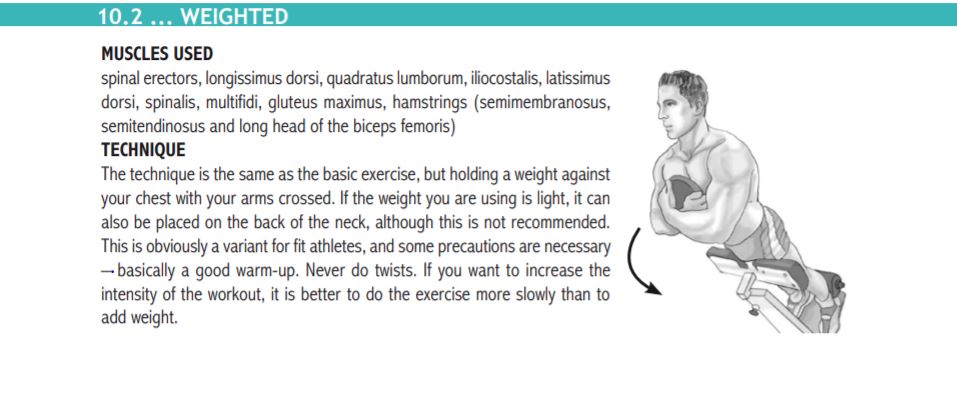 10.2 ... WEIGHTED
MUSCLES USED
spinal erectors, longissimus dorsi, quadratus lumborum, iliocostalis, latissimus
dorsi, spinalis, multifidi, gluteus maximus, hamstrings (semimembranosus,
semitendinosus and long head of the biceps femoris)
TECHNIQUE
The technique is the same as the basic exercise, but holding a weight against
your chest with your arms crossed. If the weight you are using is light, it can
also be placed on the back of the neck, although this is not recommended.
This is obviously a variant for fit athletes, and some precautions are necessary
→ basically a good warm-up. Never do twists. If you want to increase the
intensity of the workout, it is better to do the exercise more slowly than to
add weight.